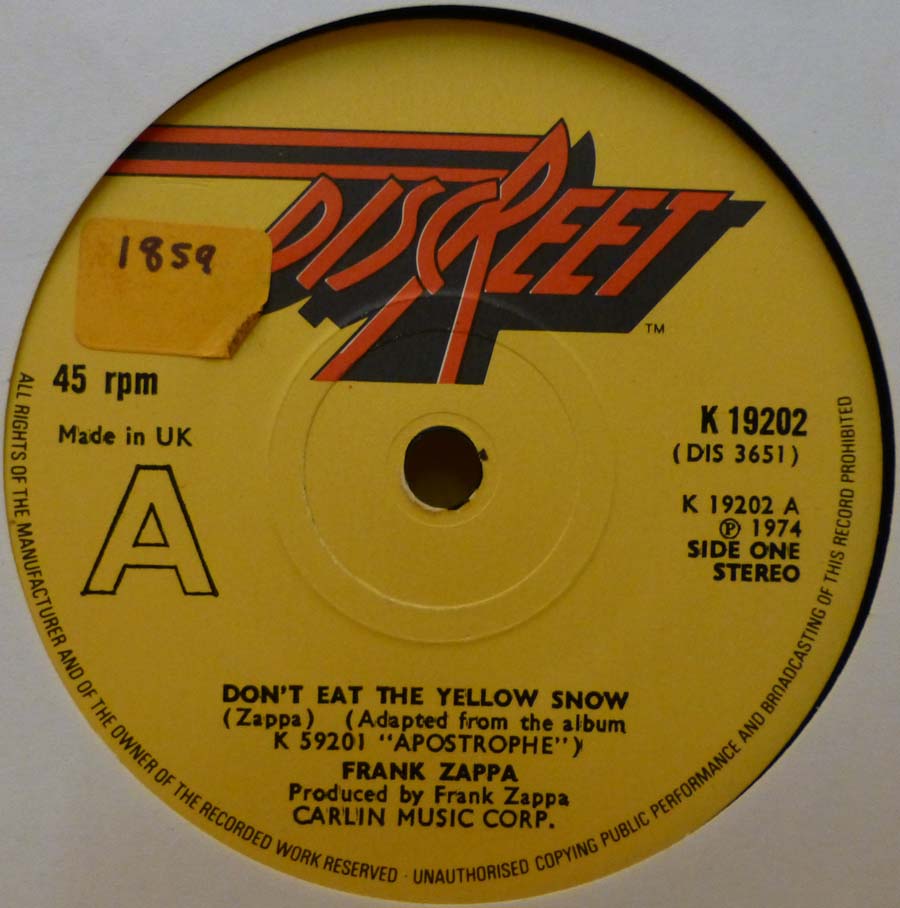 DISCREET
TM
1859
45 rpm
Made in UK
A
K 19202
(DIS 3651)
K 19202 A
Ⓟ 1974
SIDE ONE
STEREO
DON'T EAT THE YELLOW SNOW
(Zappa) (Adapted from the album
K 59201 "APOSTROPHE")
FRANK ZAPPA
Produced by Frank Zappa
CARLIN MUSIC CORP.
ALL RIGHTS OF THE MANUFACTURER AND OF THE OWNER OF THE RECORDED WORK RESERVED · UNAUTHORISED COPYING PUBLIC PERFORMANCE AND BROADCASTING OF THIS RECORD PROHIBITED